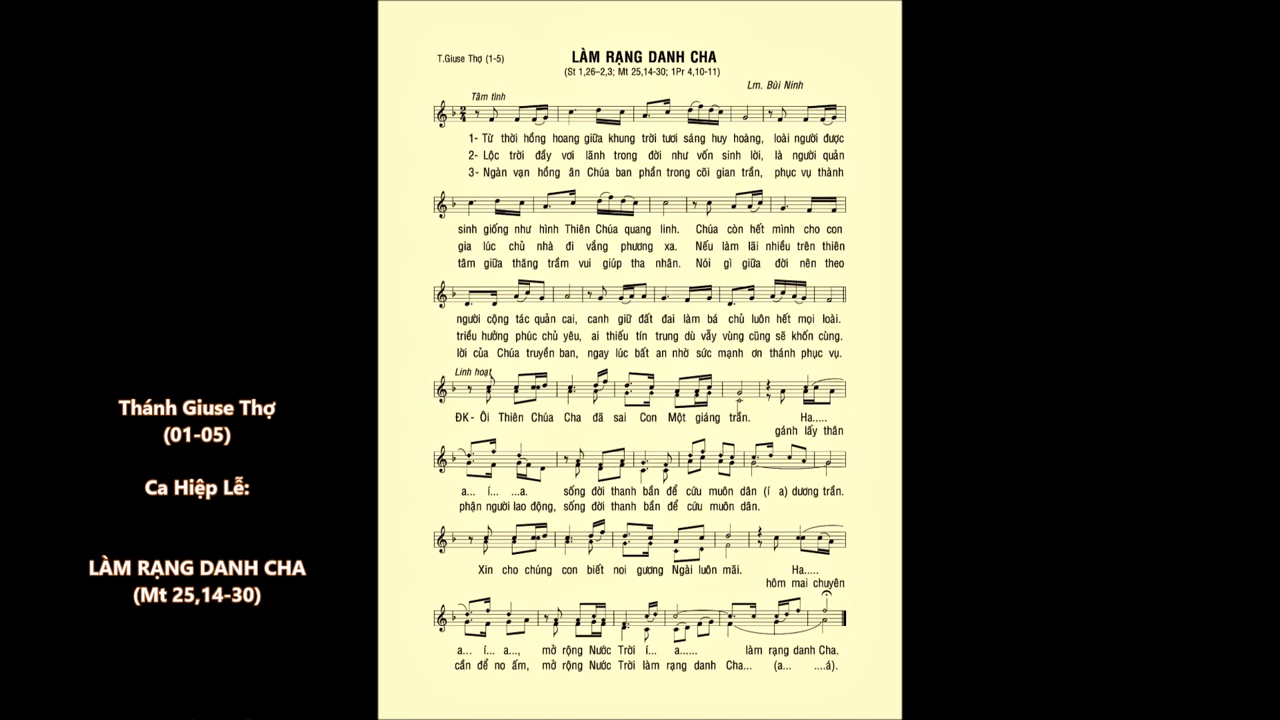 T.Giuse Thợ (1-5)
LÀM RẠNG DANH CHA
(St 1,26–2,3; Mt 25,14-30; 1Pr 4,10-11)
Lm. Bùi Ninh
Tâm tình
1- Từ thời hồng hoang giữa khung trời tươi sáng huy hoàng, loài người được
2- Lộc trời đầy vơi lãnh trong đời như vốn sinh lời, là người quản
3- Ngàn vạn hồng ân Chúa ban phần trong cõi gian trần, phục vụ thành
sinh giống như hình Thiên Chúa quang linh. Chúa còn hết mình cho con
gia lúc chủ nhà đi vắng phương xa. Nếu làm lãi nhiều trên thiên
tâm giữa thăng trầm vui giúp tha nhân. Nói gì giữa đời nên theo
người cộng tác quản cai, canh giữ đất đai làm bá chủ luôn hết mọi loài.
triều hưởng phúc chủ yêu, ai thiếu tín trung dù vẫy vùng cũng sẽ khốn cùng.
lời của Chúa truyền ban, ngay lúc bất an nhờ sức mạnh ơn thánh phục vụ.
Linh hoạt
ĐK- Ôi Thiên Chúa Cha đã sai Con Một giáng trần. Ha.....
gánh lấy thân
a... í... ...a. sống đời thanh bần để cứu muôn dân (í a) dương trần.
phận người lao động, sống đời thanh bần để cứu muôn dân.
Xin cho chúng con biết noi gương Ngài luôn mãi. Ha.....
hôm mai chuyên
a... í... a..., mở rộng Nước Trời í... a...... làm rạng danh Cha.
cần để no ấm, mở rộng Nước Trời làm rạng danh Cha... (a... ....á).
Thánh Giuse Thợ
(01-05)
Ca Hiệp Lễ:
LÀM RẠNG DANH CHA
(Mt 25,14-30)